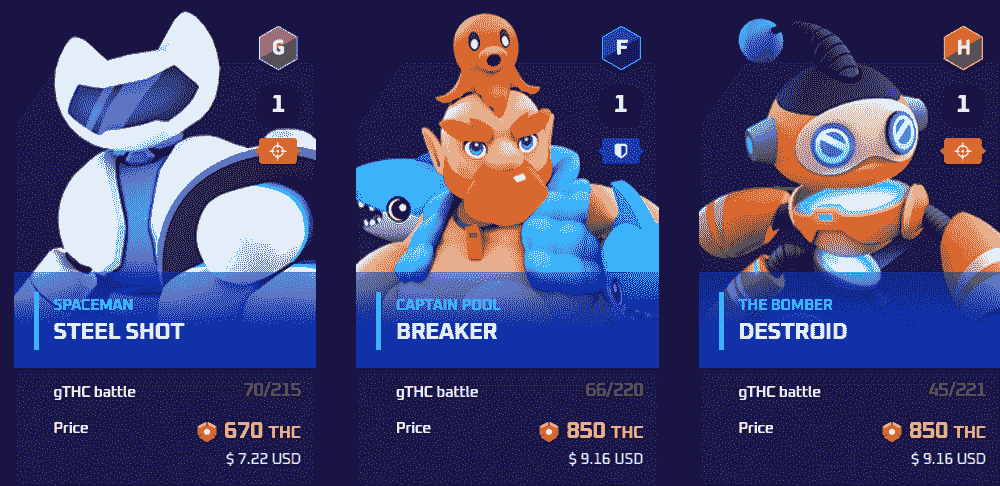 G
1
SPACEMAN
STEEL SHOT
gTHC battle 70/215
Price 670 THC
$ 7.22 USD
F
1
CAPTAIN POOL
BREAKER
gTHC battle 66/220
Price 850 THC
$ 9.16 USD
H
1
THE BOMBER
DESTROID
gTHC battle 45/221
Price 850 THC
$ 9.16 USD